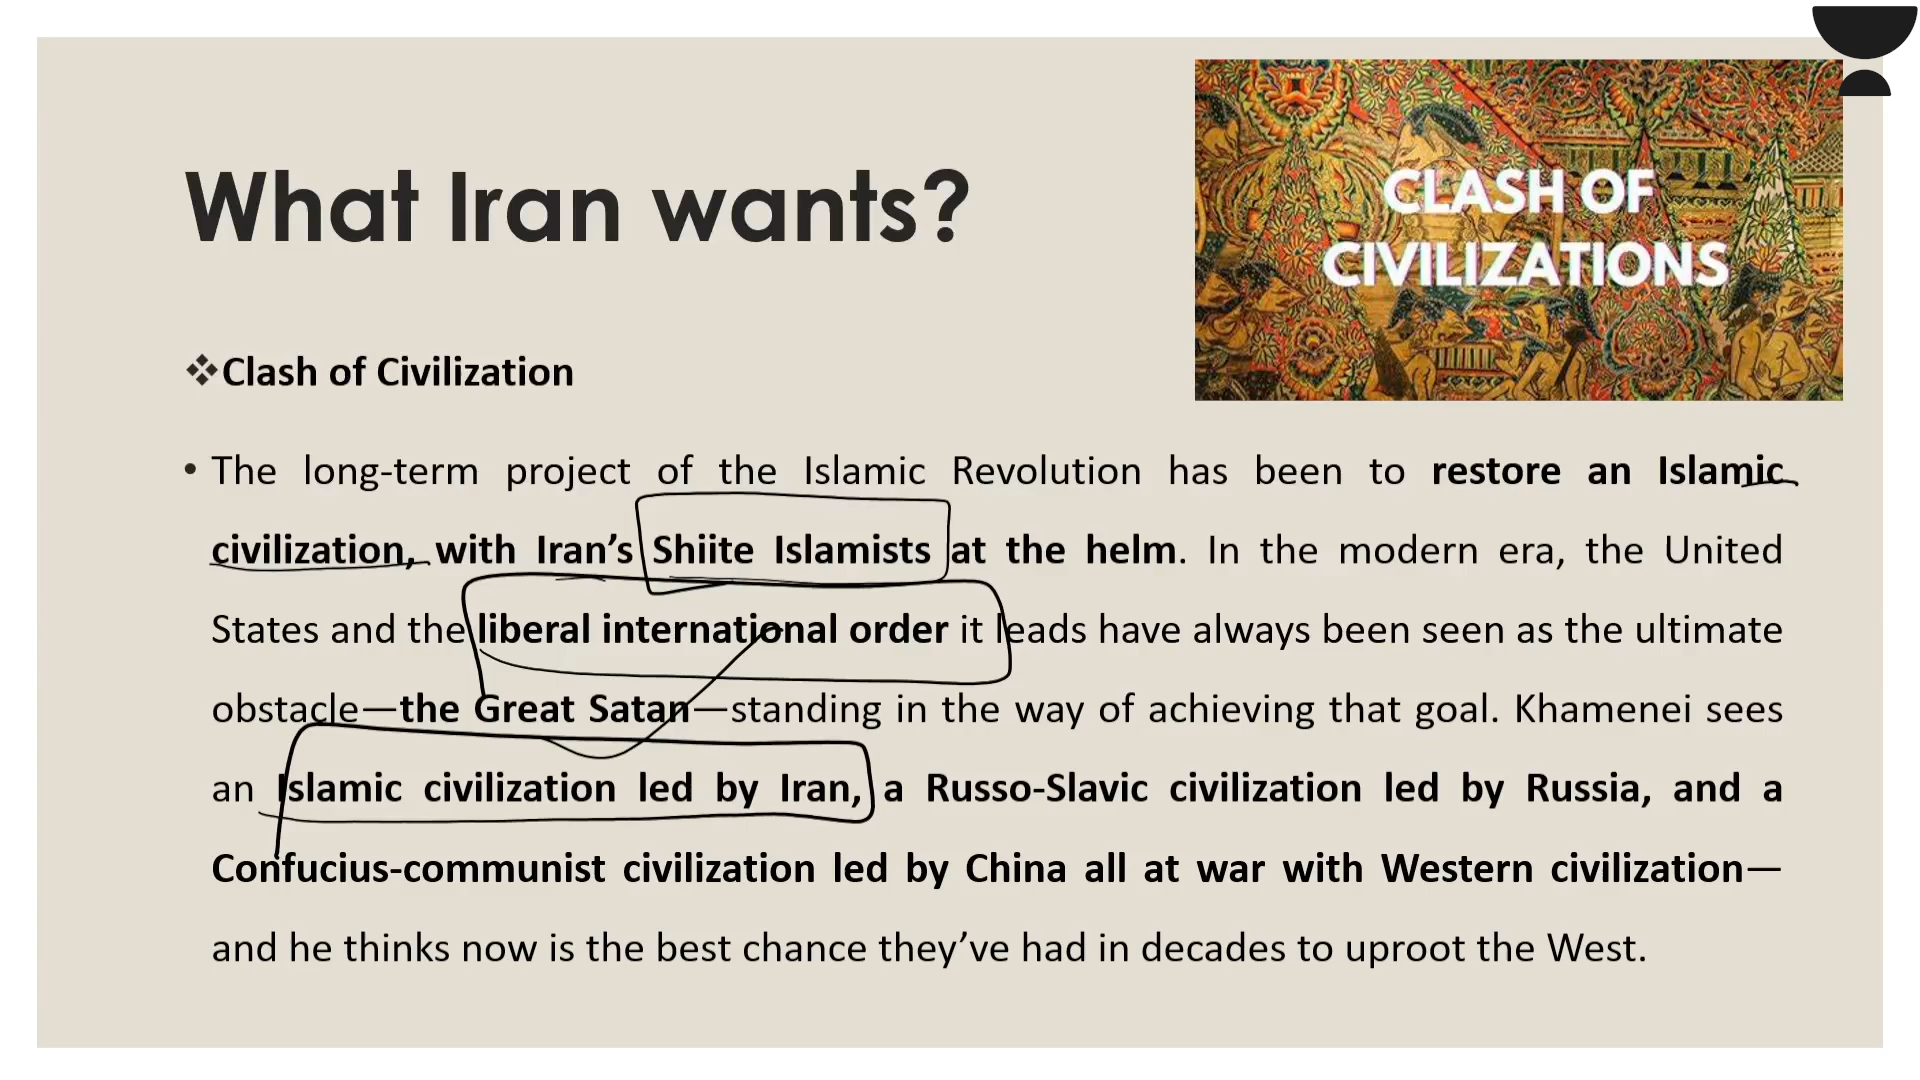 What Iran wants?
CLASH OF
CIVILIZATIONS
❖Clash of Civilization
• The long-term project of the Islamic Revolution has been to restore an Islamic
civilization, with Iran’s Shiite Islamists at the helm. In the modern era, the United
States and the liberal international order it leads have always been seen as the ultimate
obstacle—the Great Satan—standing in the way of achieving that goal. Khamenei sees
an Islamic civilization led by Iran, a Russo-Slavic civilization led by Russia, and a
Confucius-communist civilization led by China all at war with Western civilization—
and he thinks now is the best chance they’ve had in decades to uproot the West.